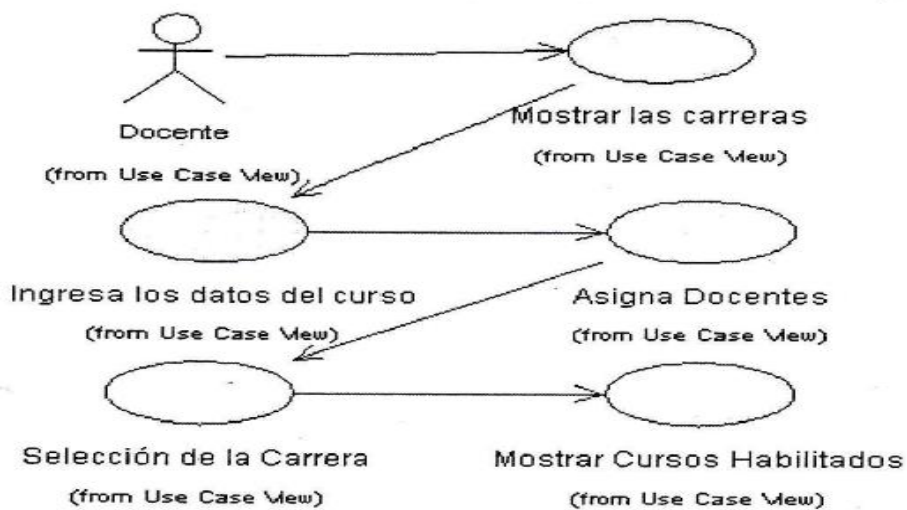 Docente
(from Use Case View)
Mostrar las carreras
(from Use Case View)
Ingresa los datos del curso
(from Use Case View)
Asigna Docentes
(from Use Case View)
Selección de la Carrera
(from Use Case View)
Mostrar Cursos Habilitados
(from Use Case View)